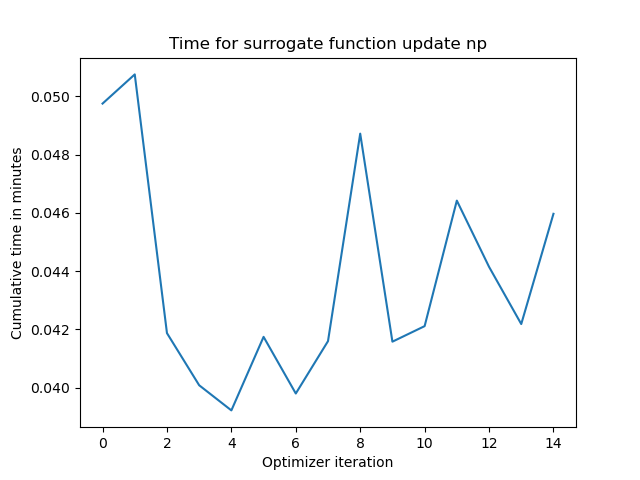 Time for surrogate function update np
0.050
0.048
0.046
0.044
0.042
0.040
Cumulative time in minutes
0 2 4 6 8 10 12 14
Optimizer iteration